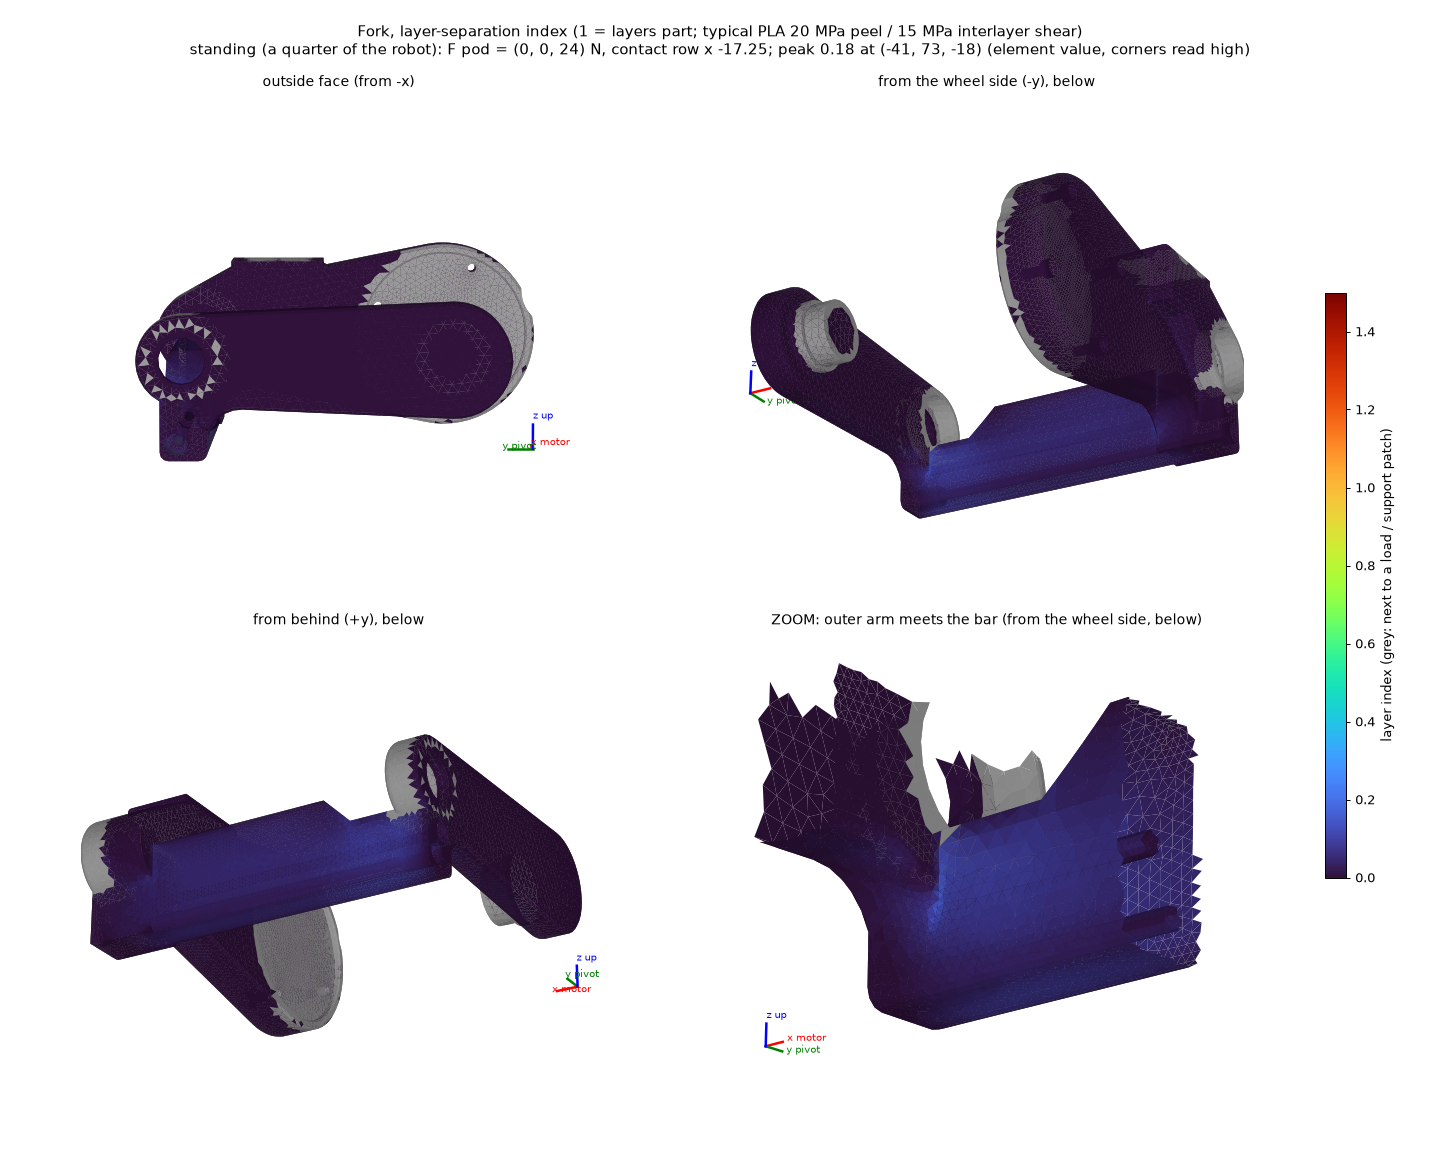 Fork, layer-separation index (1 = layers part; typical PLA 20 MPa peel / 15 MPa interlayer shear)
standing (a quarter of the robot): F pod = (0, 0, 24) N, contact row x -17.25; peak 0.18 at (-41, 73, -18) (element value, corners read high)
outside face (from -x)
from the wheel side (-y), below
z up
motor
z
y
1.4
1.2
1.0
0.8
0.6
0.4
0.2
0.0
layer index (grey: next to a load / support patch)
from behind (+y), below
ZOOM: outer arm meets the bar (from the wheel side, below)
z up
y pivot
x motor
z up
x motor
y pivot